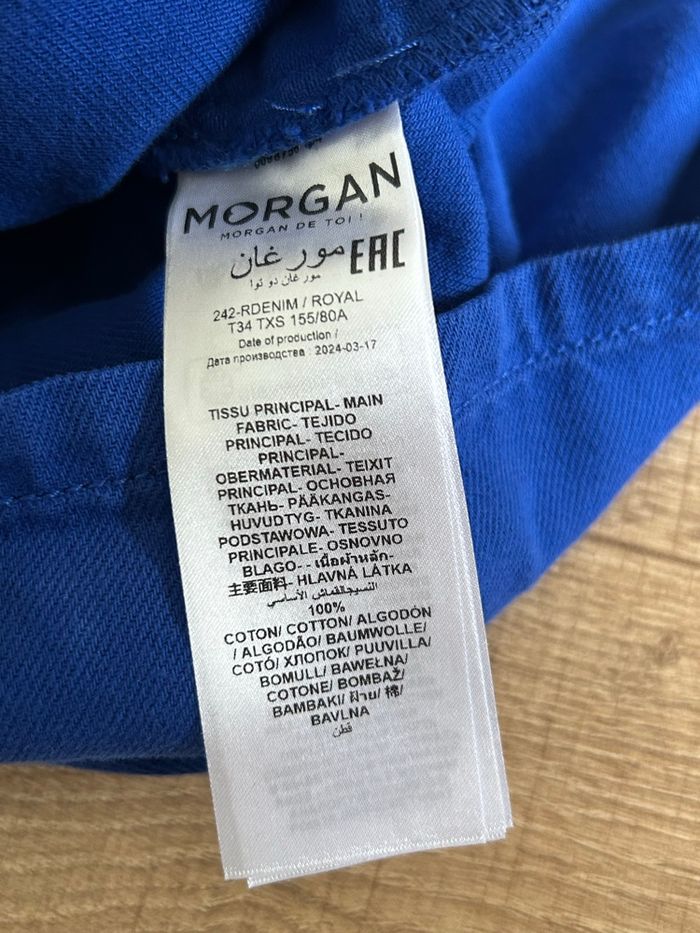 MORGAN
MORGAN DE TOI !
مورغان
مورغان دو توا
EAC
242-RDENIM / ROYAL
T34 TXS 155/80A
Date of production /
Дата производства : 2024-03-17
TISSU PRINCIPAL- MAIN
FABRIC- TEJIDO
PRINCIPAL- TECIDO
PRINCIPAL-
OBERMATERIAL- TEIXIT
PRINCIPAL- ОСНОВНАЯ
ТКАНЬ- PÄÄKANGAS-
HUVUDTYG- TKANINA
PODSTAWOWA- TESSUTO
PRINCIPALE- OSNOVNO
BLAGO- - เนื้อผ้าหลัก-
主要面料- HLAVNÁ LÁTKA
النسيجالقماش الأساسي
100%
COTON/ COTTON/ ALGODÓN
/ ALGODÃO/ BAUMWOLLE/
COTÓ/ ХЛОПОК/ PUUVILLA/
BOMULL/ BAWEŁNA/
COTONE/ BOMBAŽ/
BAMBAKI/ ฝ้าย/ 棉/
BAVLNA
قطن